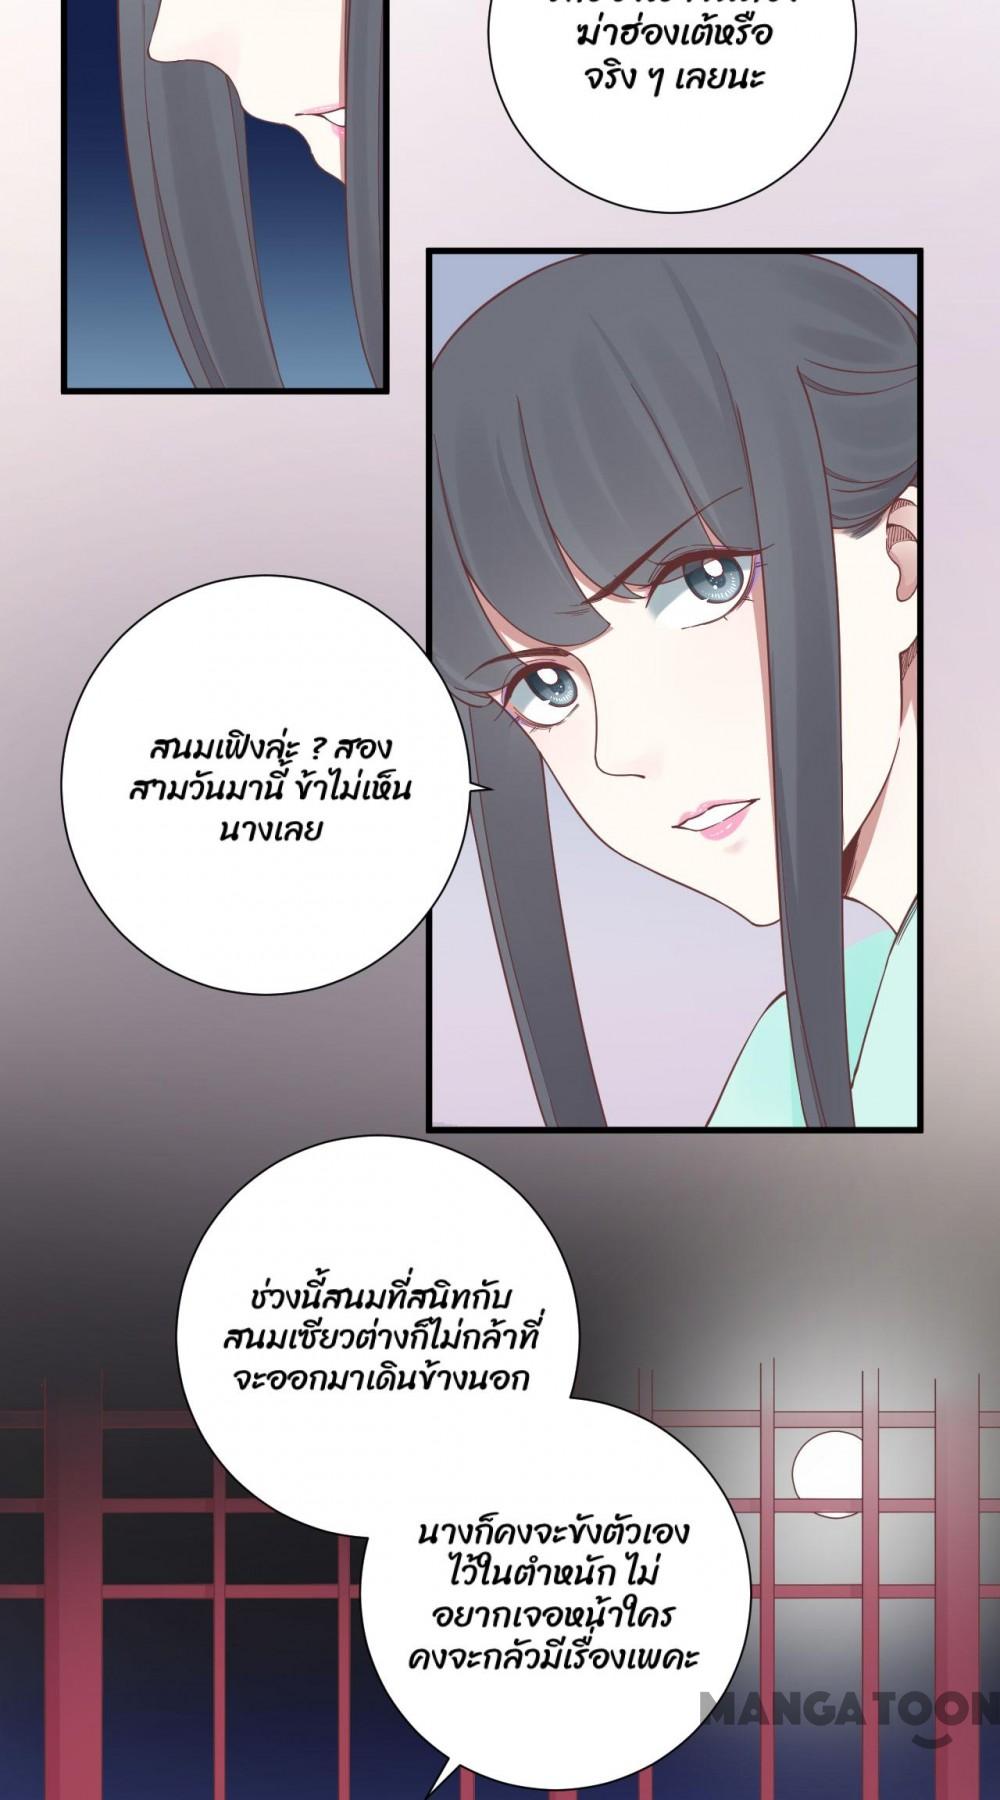 ฆ่าฮ่องเต้หรือ
จริง ๆ เลยนะ
สนมเฟิงล่ะ ? สอง
สามวันมานี้ ข้าไม่เห็น
นางเลย
ช่วงนี้สนมที่สนิทกับ
สนมเซียวต่างก็ไม่กล้าที่
จะออกมาเดินข้างนอก
นางก็คงจะขังตัวเอง
ไว้ในตำหนัก ไม่
อยากเจอหน้าใคร
คงจะกลัวมีเรื่องเพคะ
MANGATOON